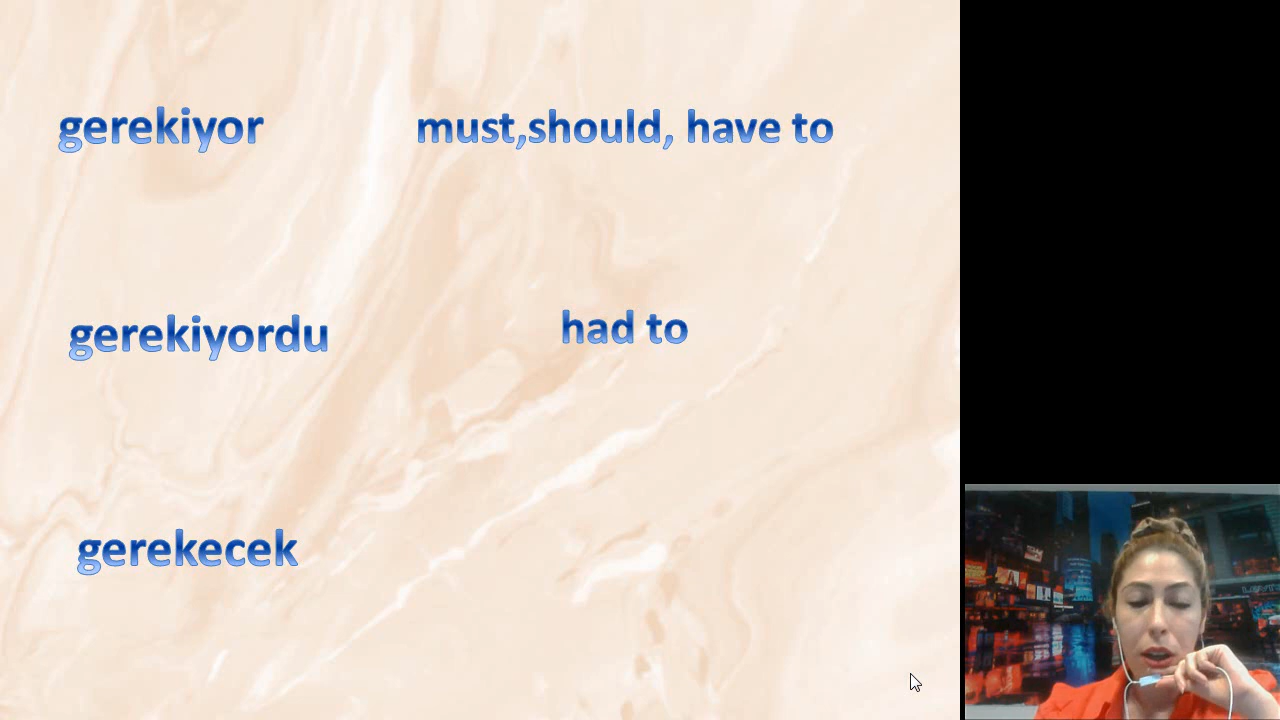 gerekiyor must,should, have to
gerekiyordu had to
gerekecek